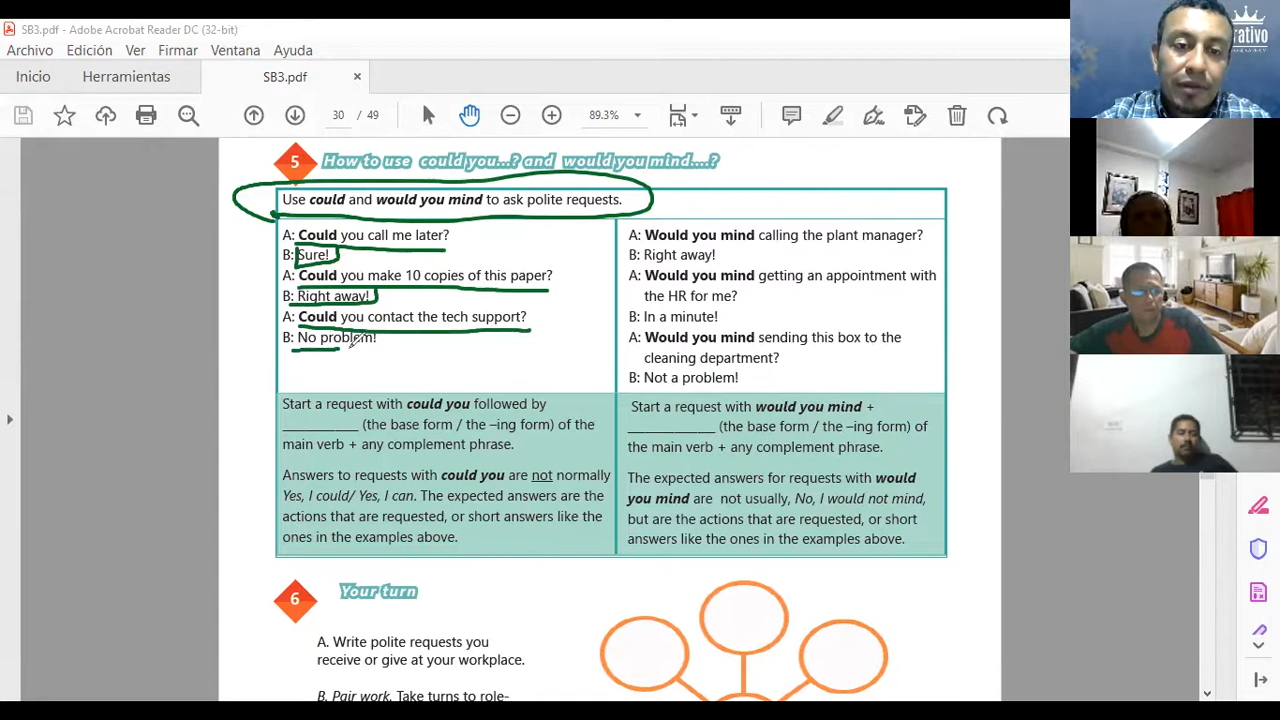 SB3.pdf - Adobe Acrobat Reader DC (32-bit)
Archivo Edición Ver Firmar Ventana Ayuda
Inicio Herramientas SB3.pdf ×
30 / 49 89.3%
5 How to use could you...? and would you mind....?
Use could and would you mind to ask polite requests.
A: Could you call me later?
B: Sure!
A: Could you make 10 copies of this paper?
B: Right away!
A: Could you contact the tech support?
B: No problem!
A: Would you mind calling the plant manager?
B: Right away!
A: Would you mind getting an appointment with
the HR for me?
B: In a minute!
A: Would you mind sending this box to the
cleaning department?
B: Not a problem!
Start a request with could you followed by
____________ (the base form / the –ing form) of the
main verb + any complement phrase.
Answers to requests with could you are not normally
Yes, I could/ Yes, I can. The expected answers are the
actions that are requested, or short answers like the
ones in the examples above.
Start a request with would you mind +
______________ (the base form / the –ing form) of
the main verb + any complement phrase.
The expected answers for requests with would
you mind are not usually, No, I would not mind,
but are the actions that are requested, or short
answers like the ones in the examples above.
6 Your turn
A. Write polite requests you
receive or give at your workplace.
B. Pair work. Take turns to role-